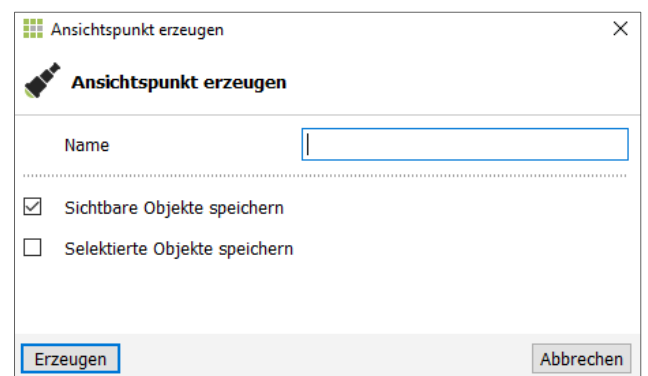 Ansichtspunkt erzeugen
Ansichtspunkt erzeugen
Name
Sichtbare Objekte speichern
Selektierte Objekte speichern
Erzeugen
Abbrechen